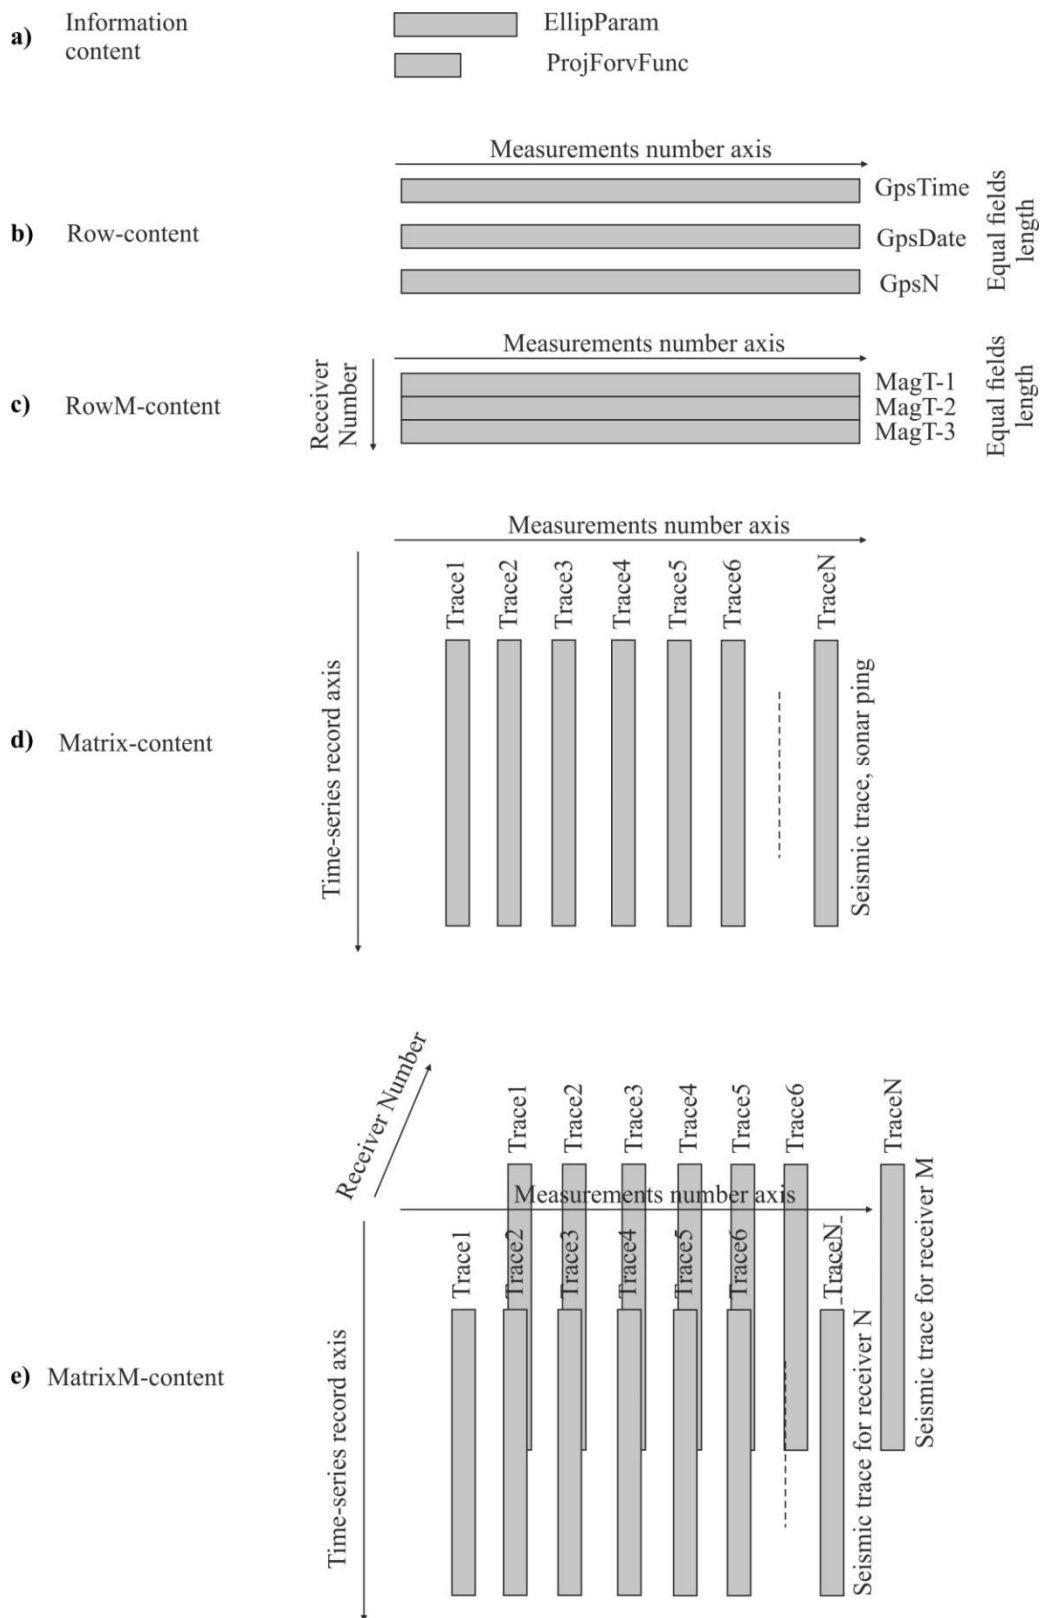 a)
Information
content
EllipParam
ProjForvFunc
Measurements number axis
b)
Row-content
GpsTime
GpsDate
GpsN
Equal fields
length
Measurements number axis
c)
RowM-content
Receiver
Number
MagT-1
MagT-2
MagT-3
Equal fields
length
Measurements number axis
Trace1
Trace2
Trace3
Trace4
Trace5
Trace6
TraceN
d)
Matrix-content
Time-series record axis
Seismic trace, sonar ping
Receiver Number
Trace1
Trace2
Trace3
Trace4
Trace5
Trace6
TraceN
Measurements number axis
Trace1
Trace2
Trace3
Trace4
Trace5
Trace6
TraceN
e)
MatrixM-content
Time-series record axis
Seismic trace for receiver N
Seismic trace for receiver M